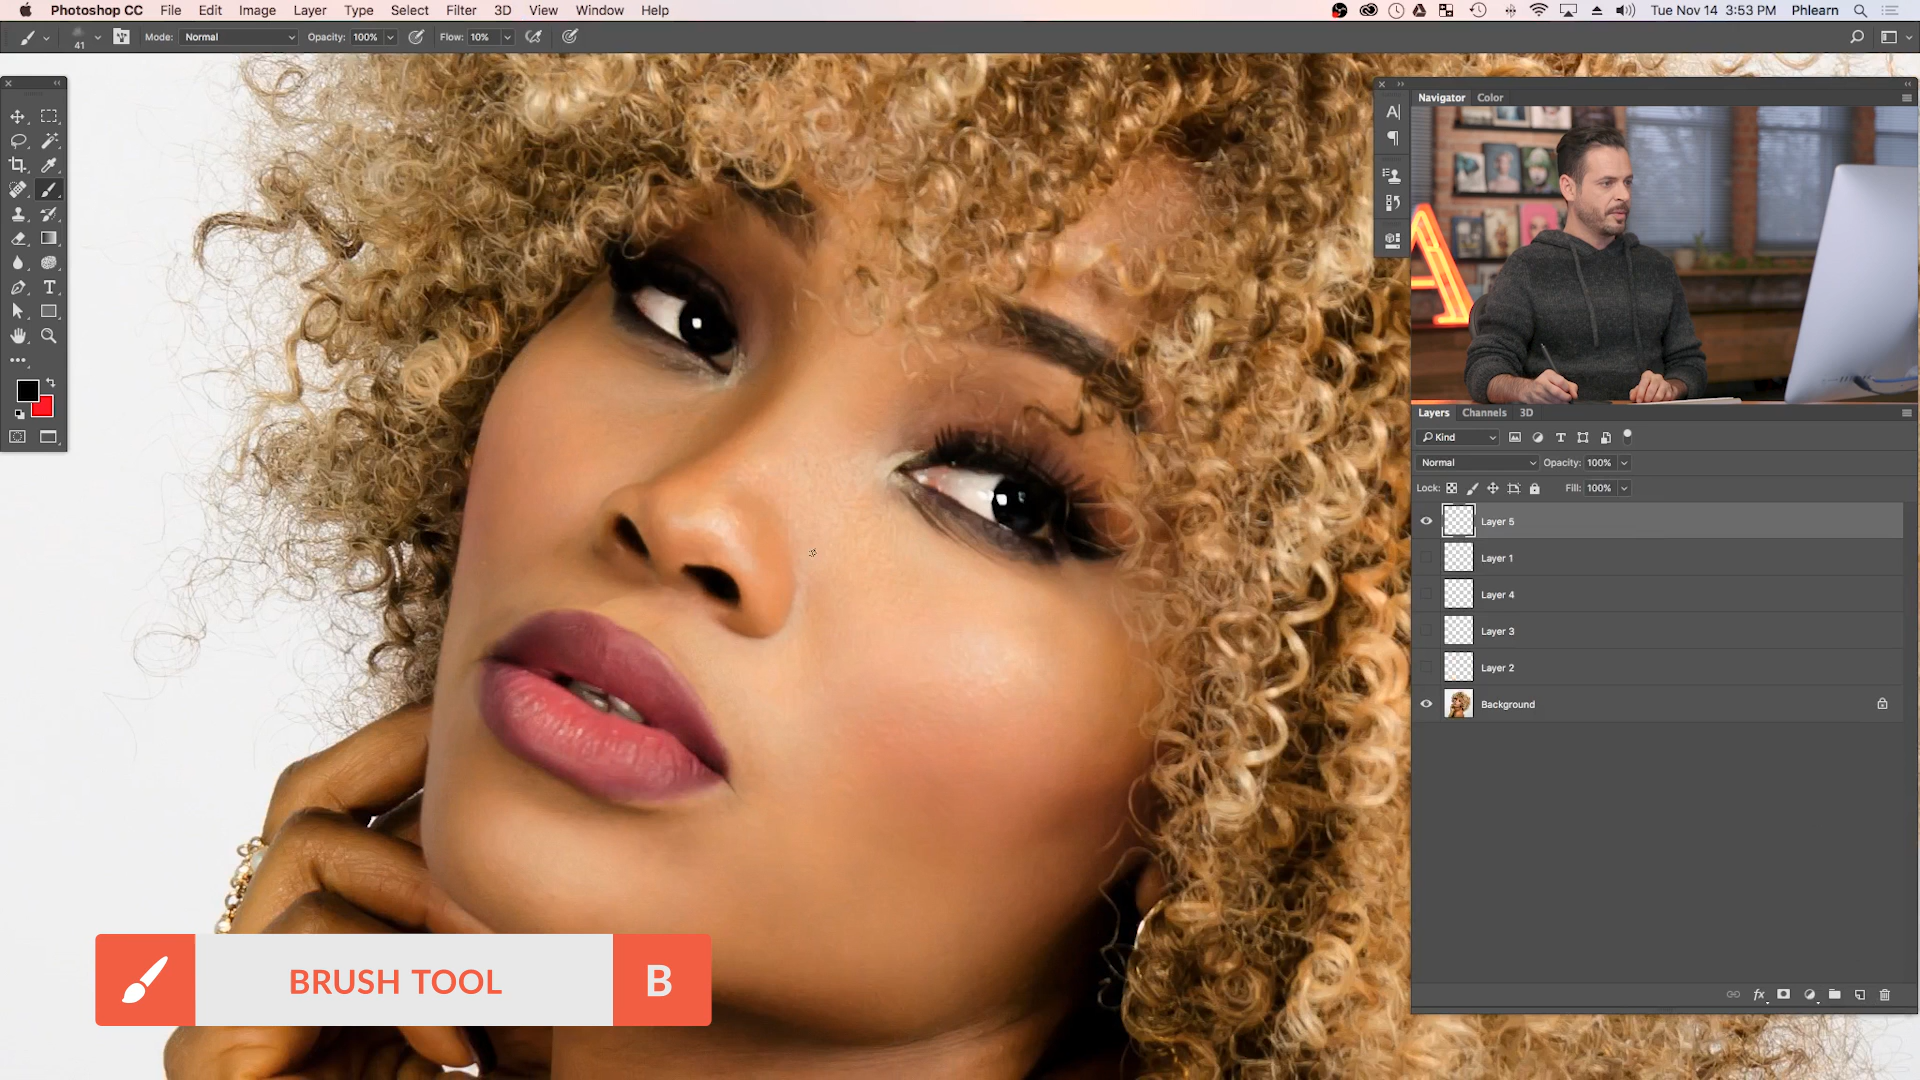 Photoshop CC File Edit Image Layer Type Select Filter 3D View Window Help Tue Nov 14 3:53 PM Phlearn
41 Mode: Normal Opacity: 100% Flow: 10%
Navigator Color
A
Layers Channels 3D
Kind
Normal Opacity: 100%
Lock: Fill: 100%
Layer 5
Layer 1
Layer 4
Layer 3
Layer 2
Background
fx
BRUSH TOOL B